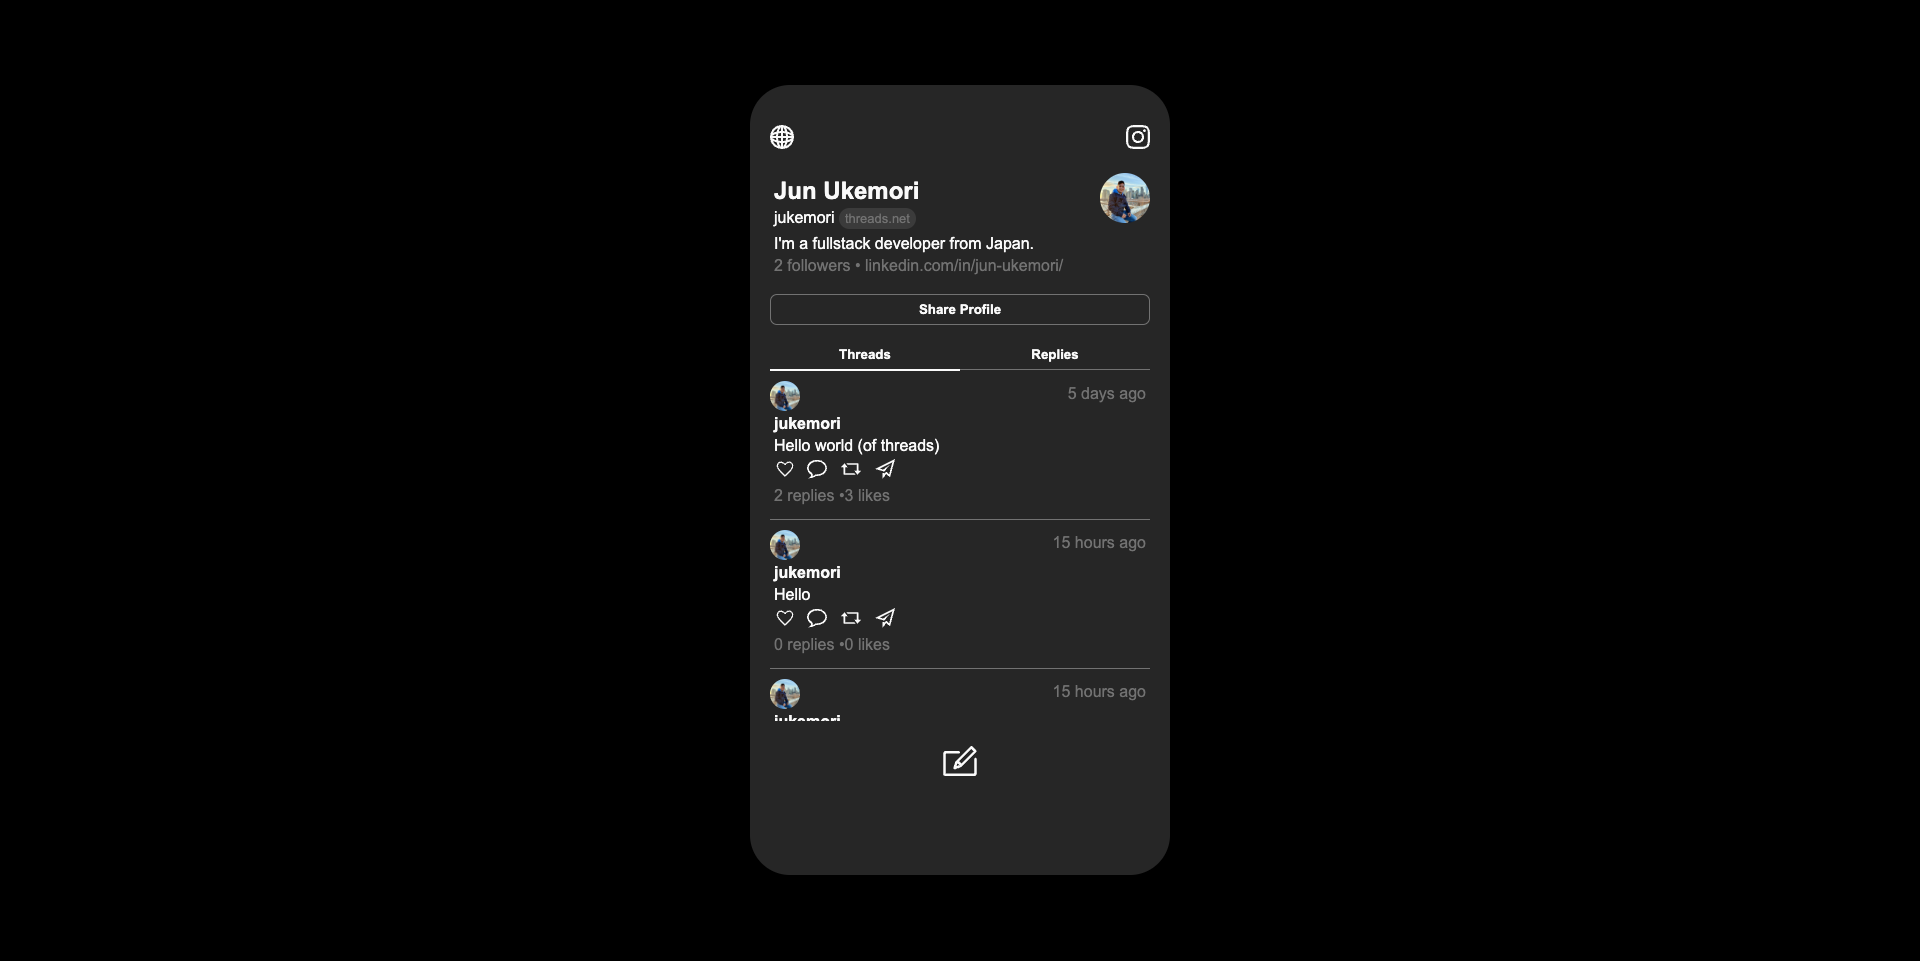 Jun Ukemori
jukemori threads.net
I'm a fullstack developer from Japan.
2 followers • linkedin.com/in/jun-ukemori/
Share Profile
Threads Replies
5 days ago
jukemori
Hello world (of threads)
2 replies •3 likes
15 hours ago
jukemori
Hello
0 replies •0 likes
15 hours ago
jukemori